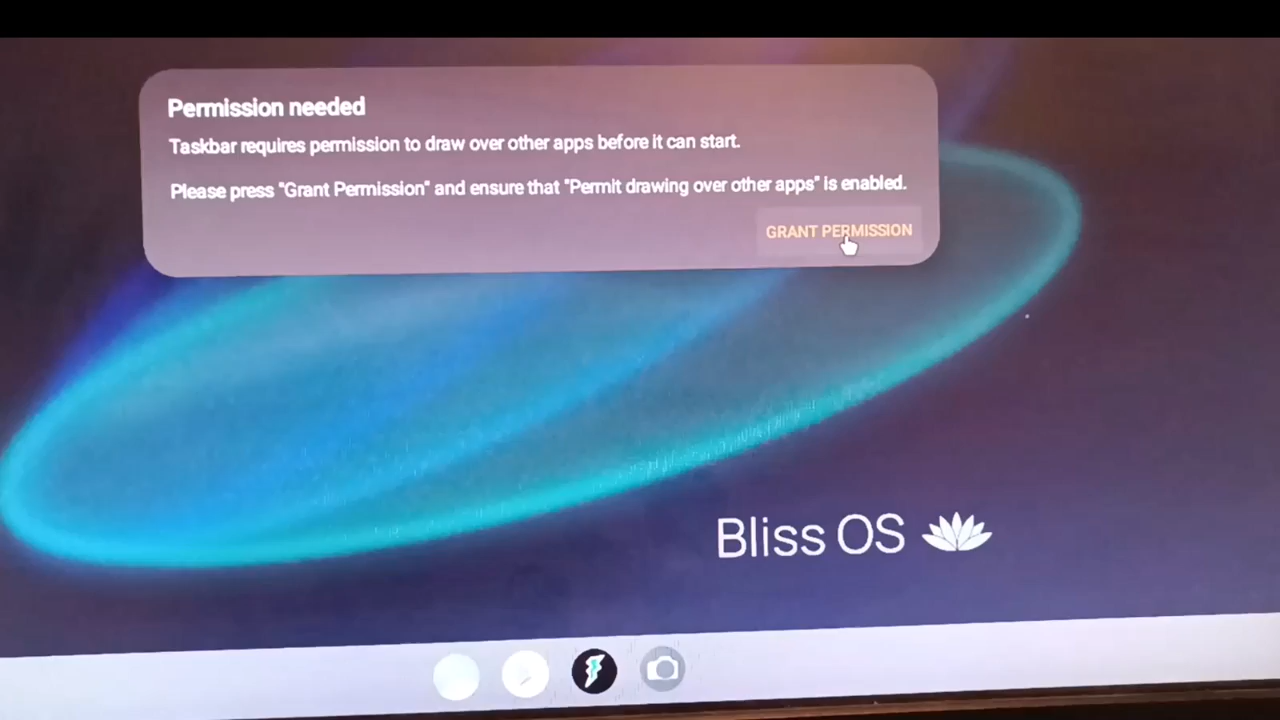 Permission needed
Taskbar requires permission to draw over other apps before it can start.
Please press "Grant Permission" and ensure that "Permit drawing over other apps" is enabled.
GRANT PERMISSION
Bliss OS